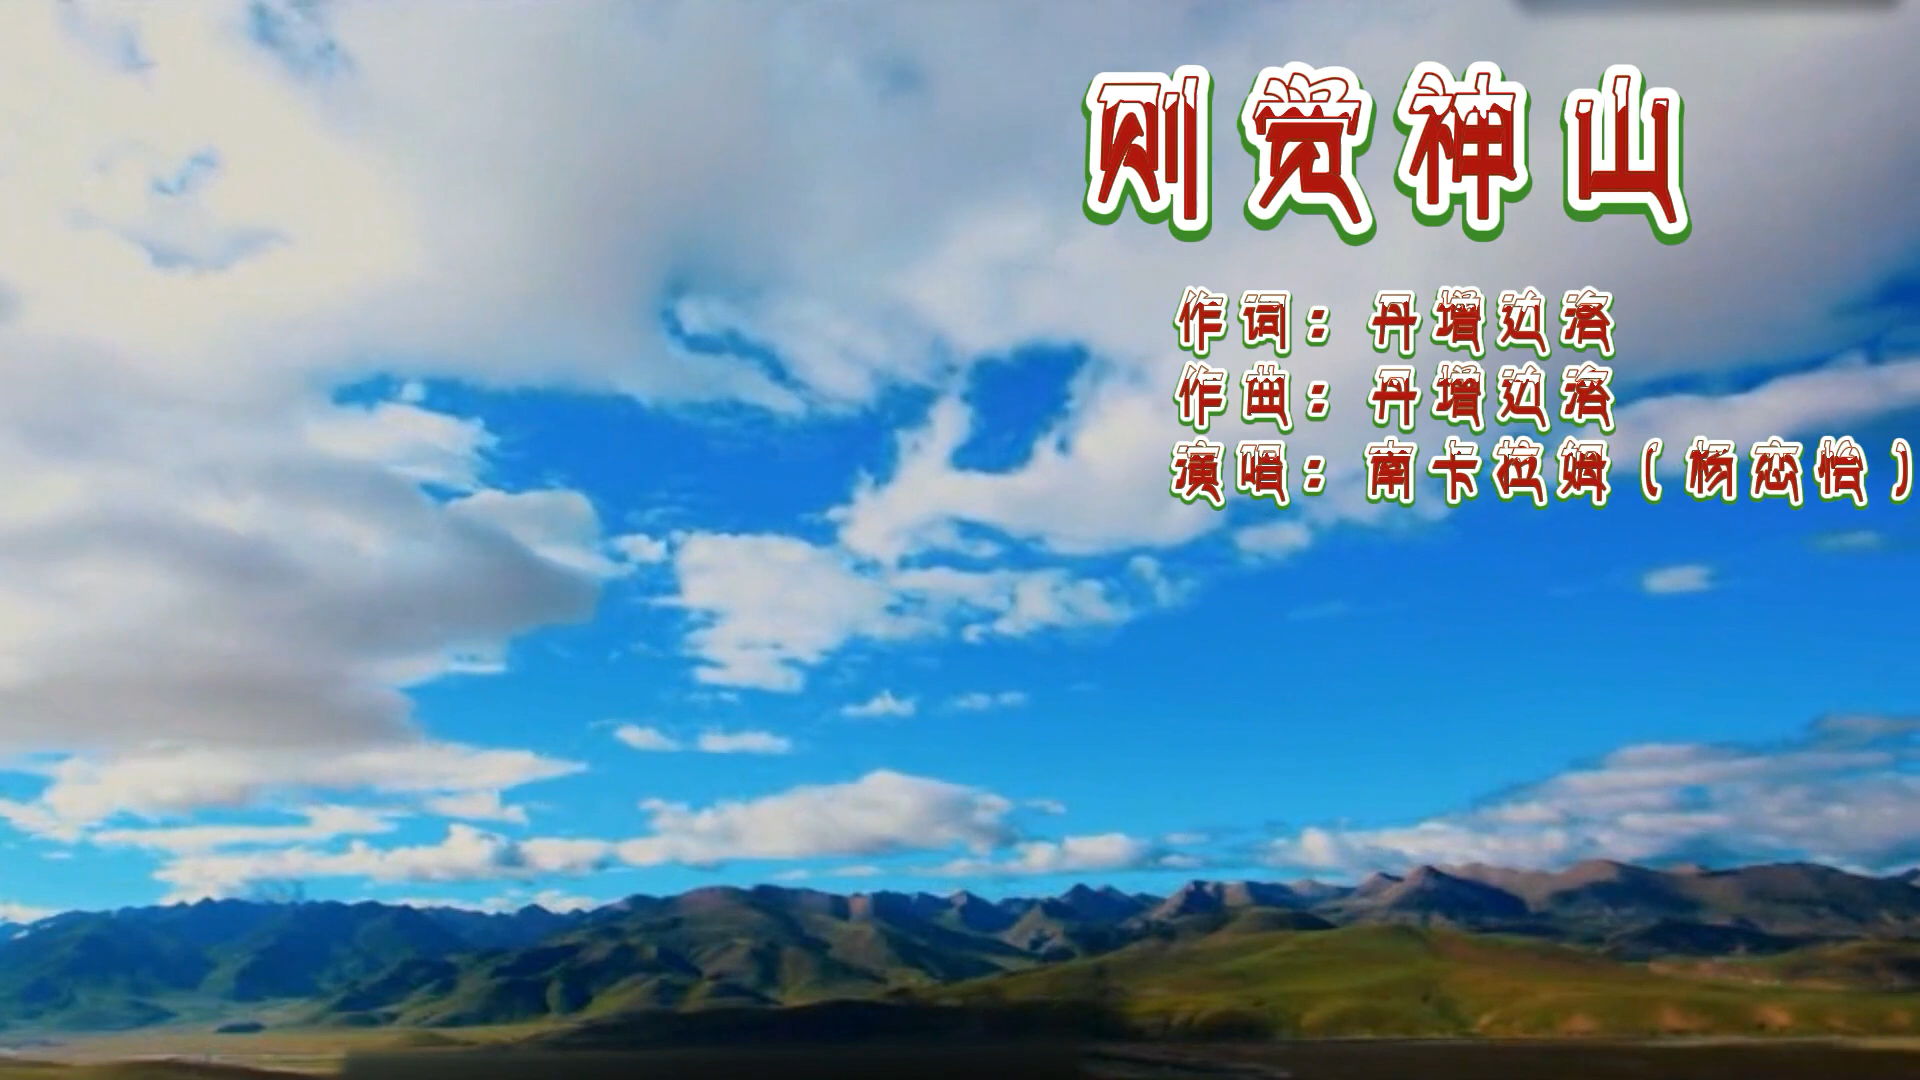 则觉神山
作词：丹增边洛
作曲：丹增边洛
演唱：南卡拉姆（杨恋怡）